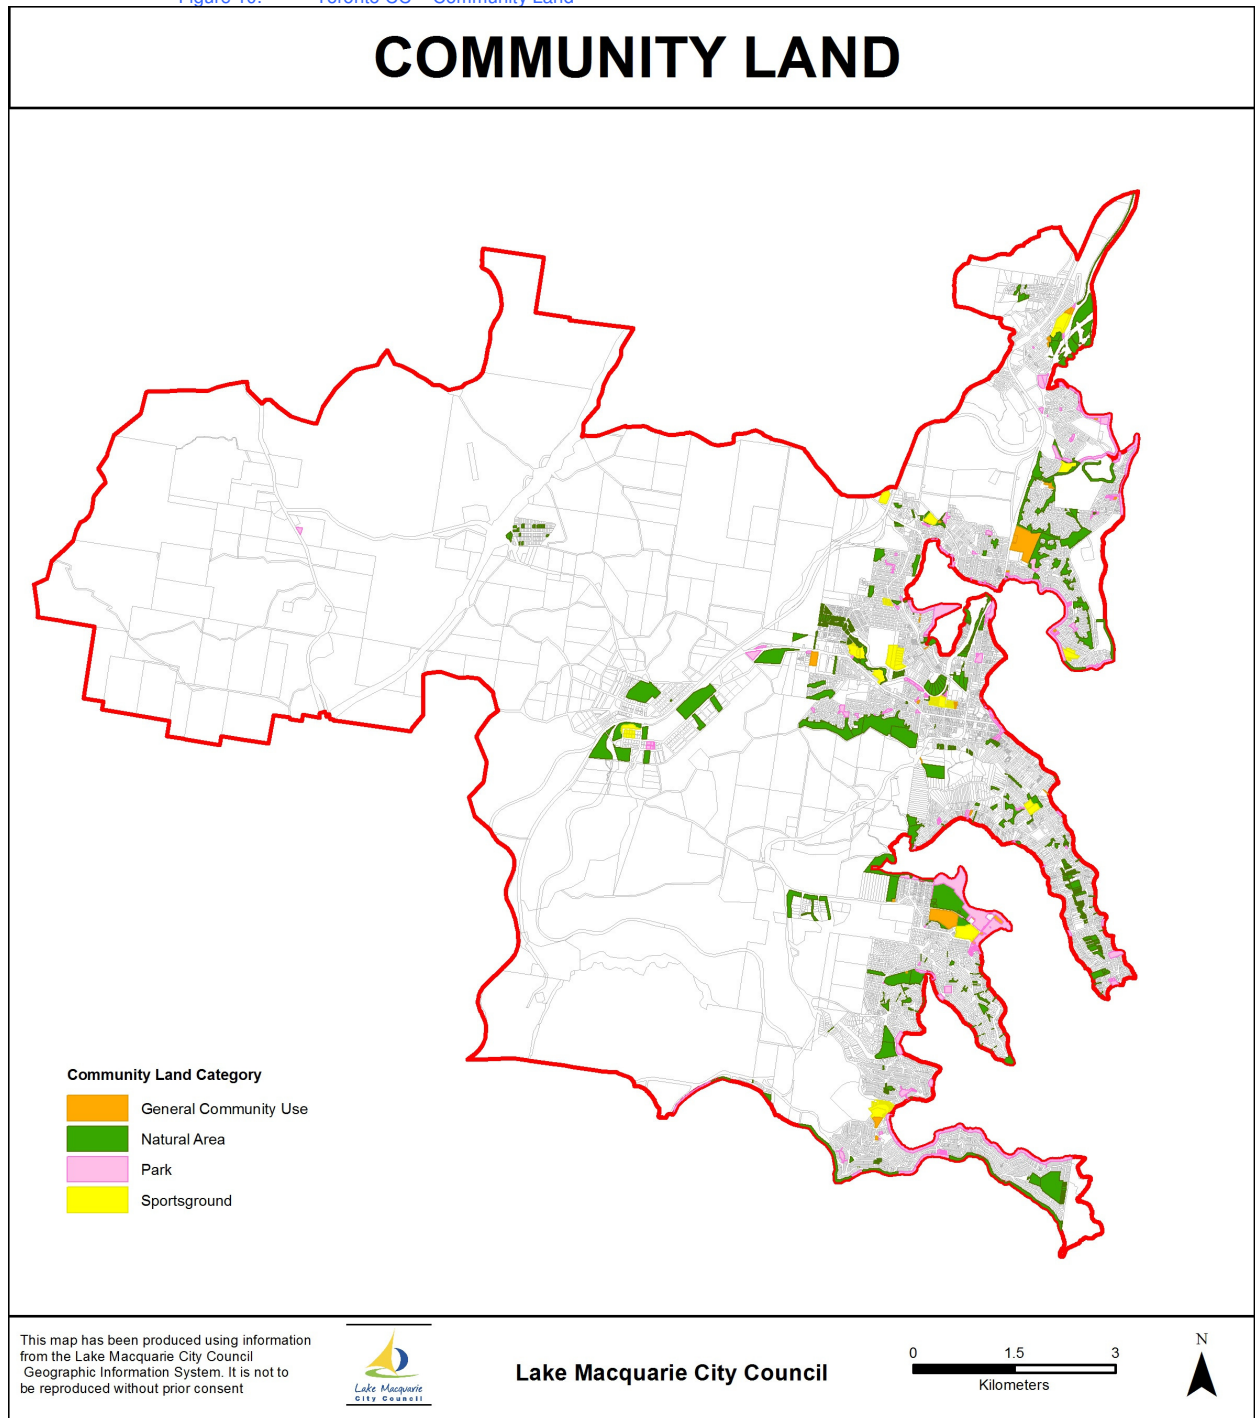 COMMUNITY LAND
Community Land Category
General Community Use
Natural Area
Park
Sportsground
This map has been produced using information
from the Lake Macquarie City Council
Geographic Information System. It is not to
be reproduced without prior consent
Lake Macquarie
City Council
Lake Macquarie City Council
0 1.5 3
Kilometers
N